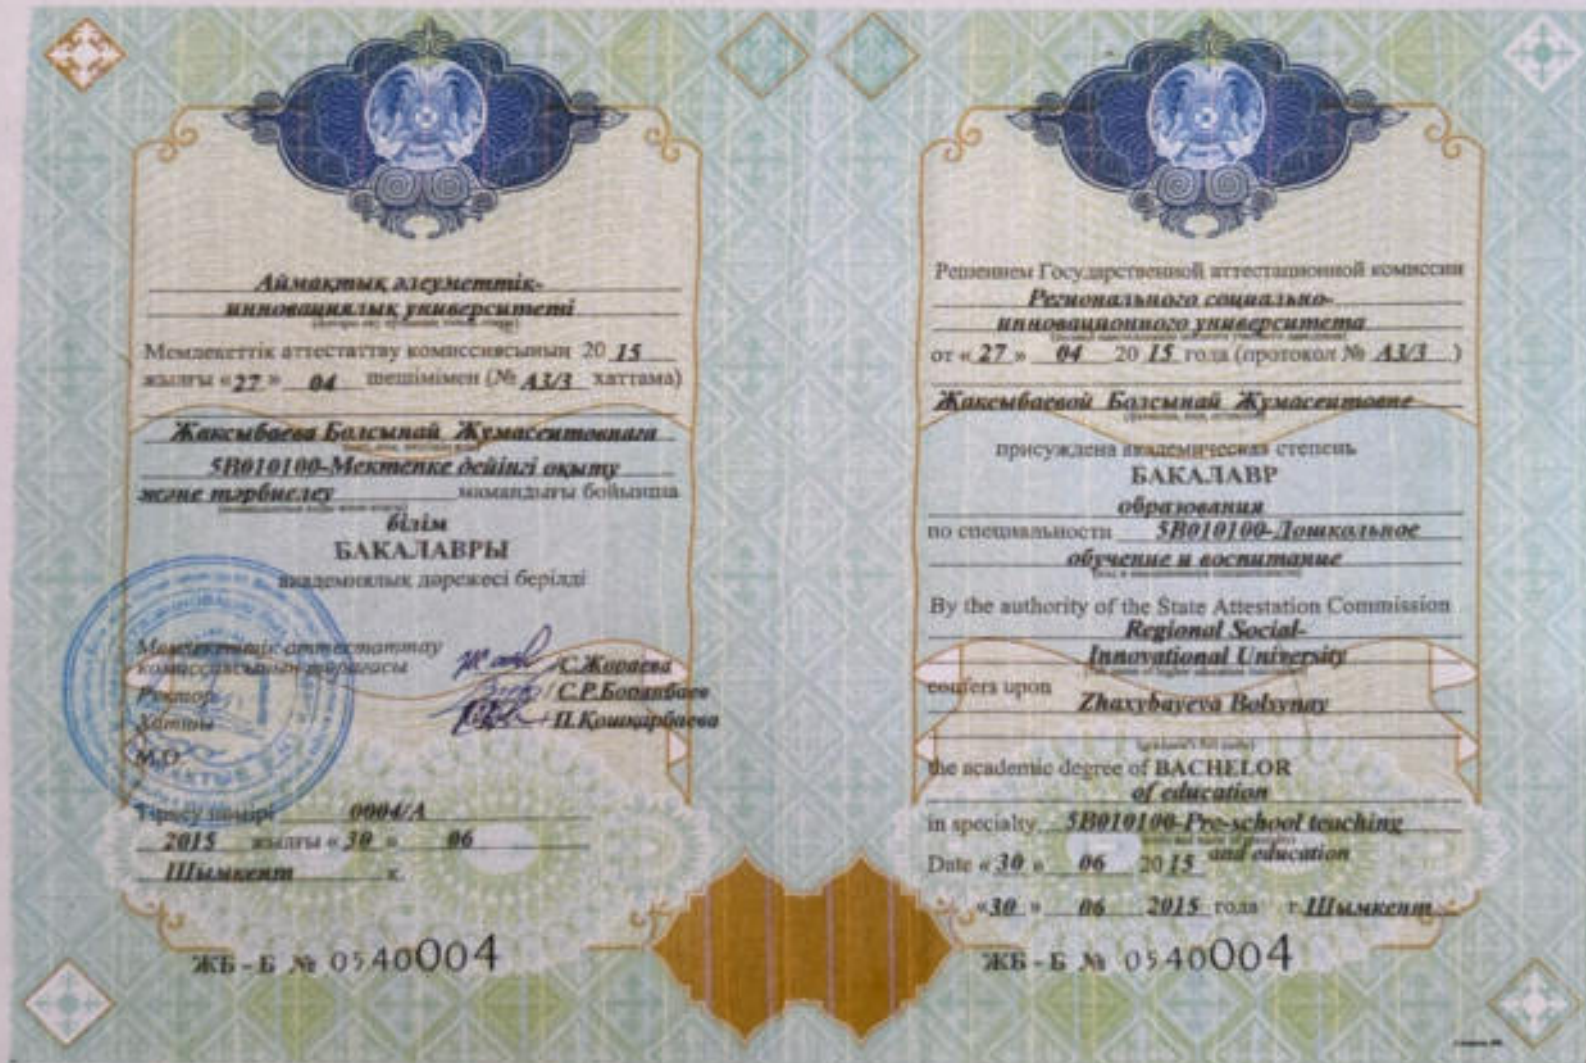 Аймақтық әлеуметтік-
инновациялық университеті
Мемлекеттік аттестаттау комиссиясының 20 15
жылғы «27» 04 шешімімен (№ А3/3 хаттама)
Жаксыбаева Болсынай Жумасеитовнаға
5В010100-Мектепке дейінгі оқыту
және тәрбиелеу мамандығы бойынша
білім
БАКАЛАВРЫ
академиялық дәрежесі берілді
Мемлекеттік аттестаттау
комиссиясының төрағасы С.Жораева
Ректор С.Р.Боранбаев
Хатшы П.Қошқарбаева
М.О.
Тіркеу нөмірі 0004/А
2015 жылғы «30» 06
Шымкент қ.
ЖБ - Б № 0540004
Решением Государственной аттестационной комиссии
Регионального социально-
инновационного университета
от «27» 04 20 15 года (протокол № А3/3 )
Жаксыбаевой Болсынай Жумасеитовне
присуждена академическая степень
БАКАЛАВР
образования
по специальности 5В010100-Дошкольное
обучение и воспитание
By the authority of the State Attestation Commission
Regional Social-
Innovational University
confers upon
Zhaxybayeva Bolsynay
the academic degree of BACHELOR
of education
in specialty 5B010100-Pre-school teaching
Date «30» 06 20 15 and education
«30» 06 2015 года г.Шымкент
ЖБ - Б № 0540004